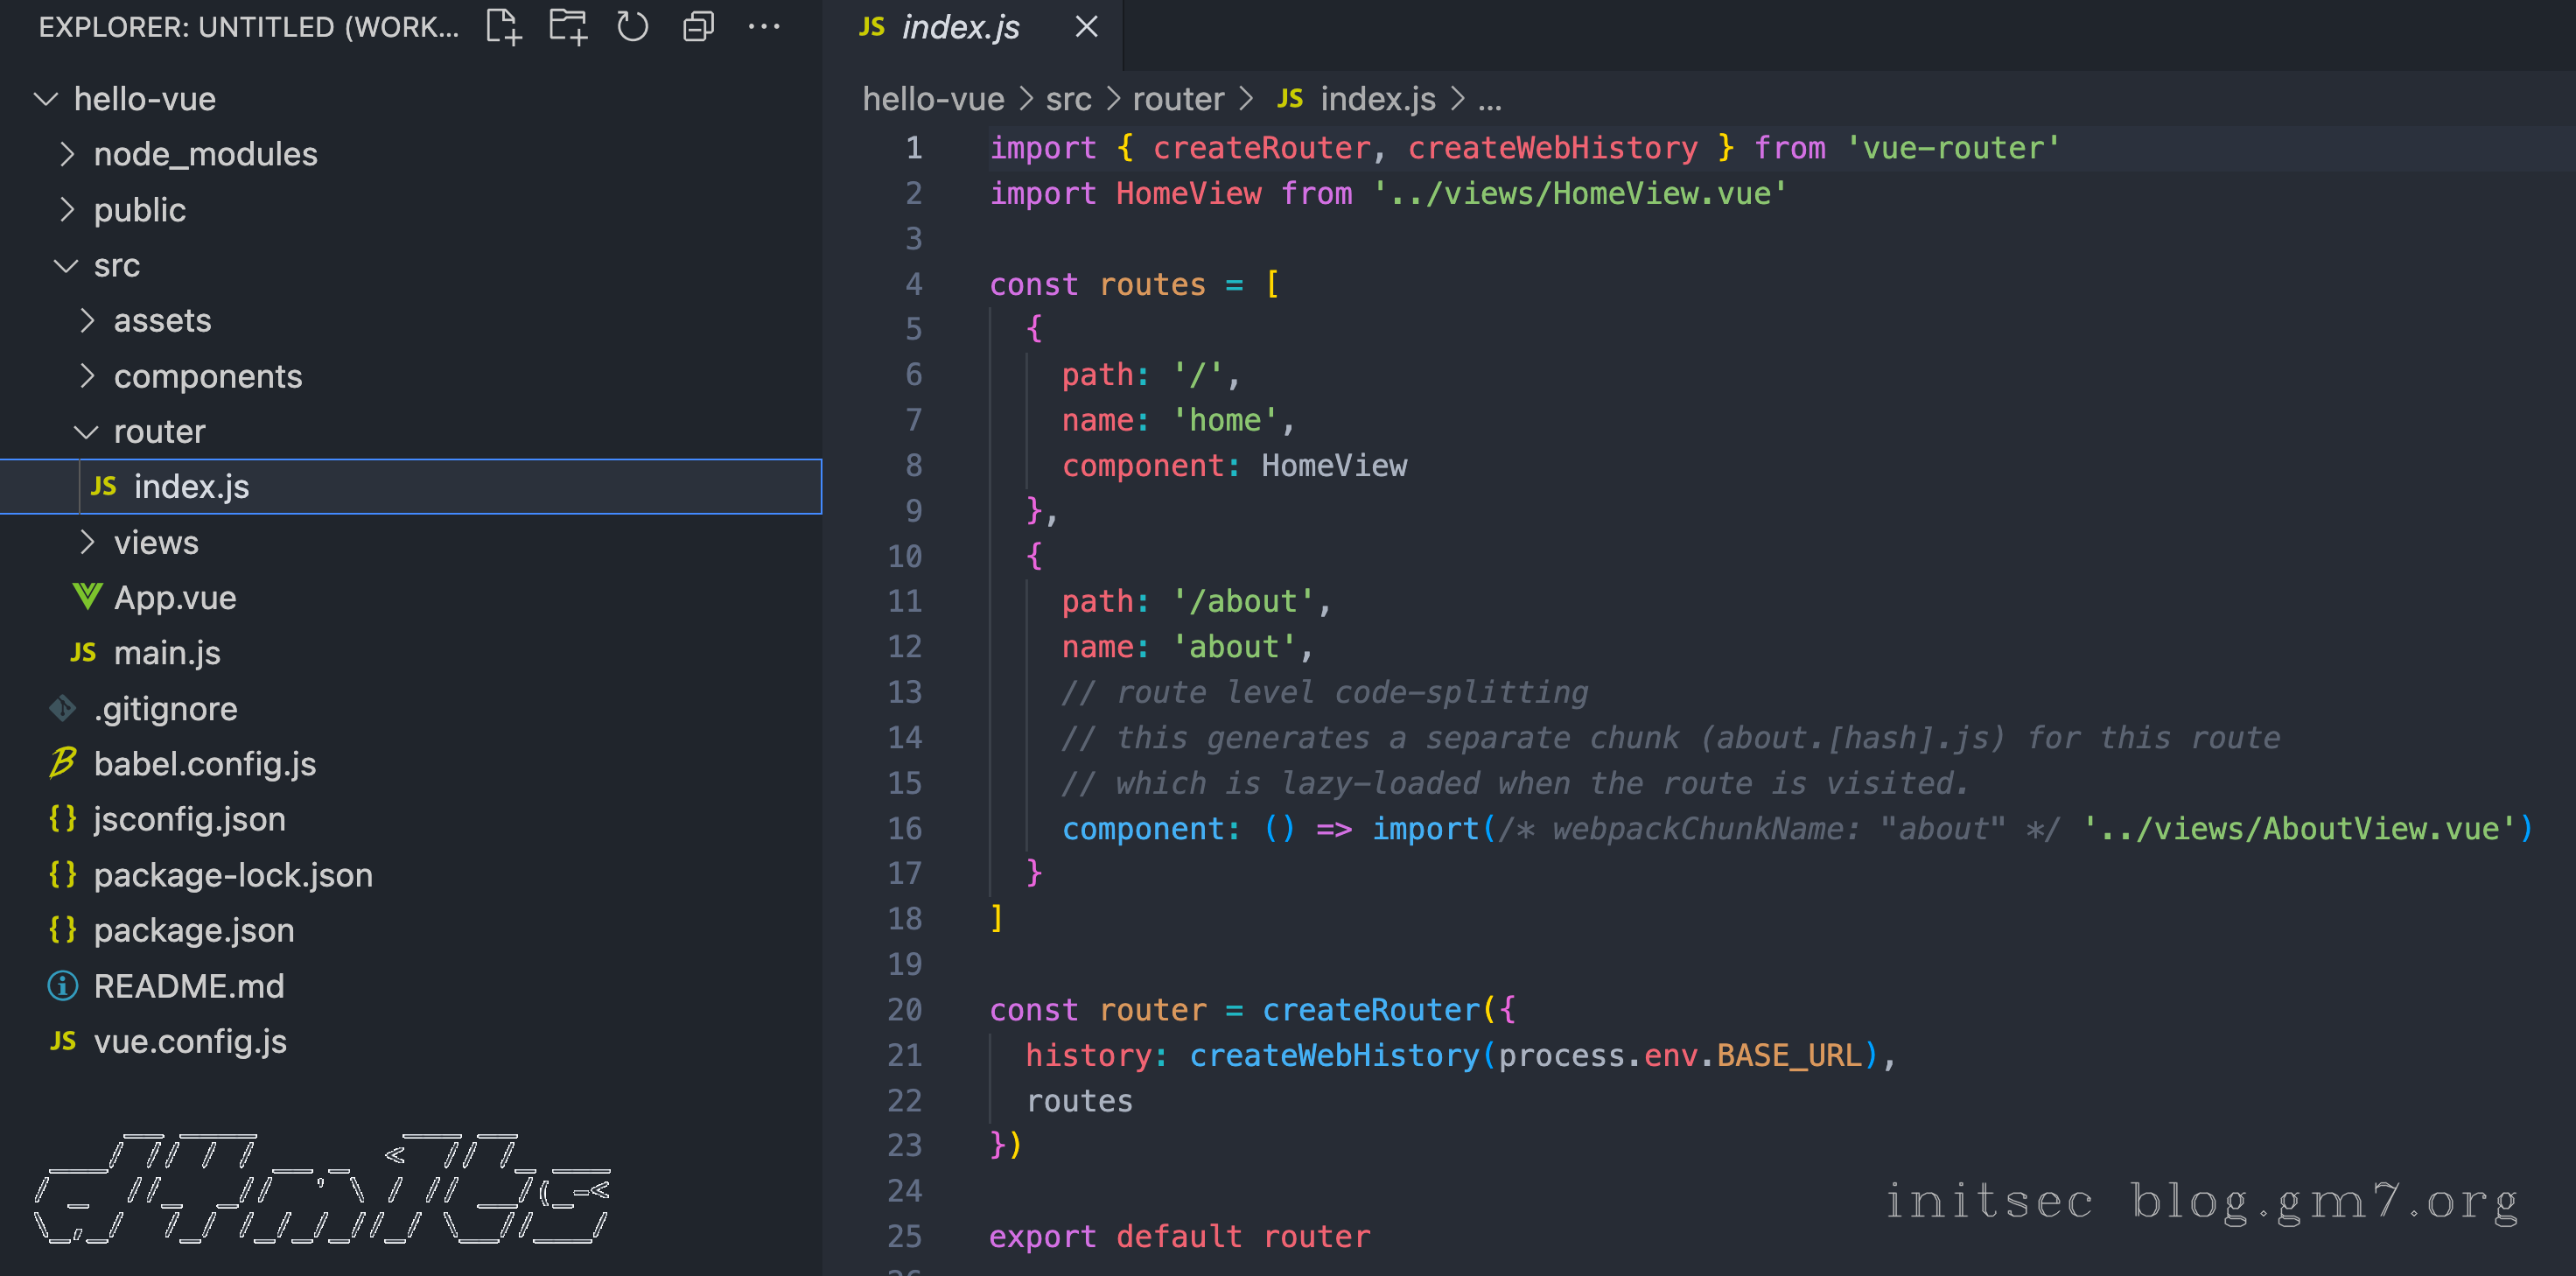 EXPLORER: UNTITLED (WORK...
hello-vue
node_modules
public
src
assets
components
router
JS index.js
views
App.vue
JS main.js
.gitignore
babel.config.js
{} jsconfig.json
{} package-lock.json
{} package.json
README.md
JS vue.config.js
JS index.js
hello-vue > src > router > JS index.js > ...
1 import { createRouter, createWebHistory } from 'vue-router'
2 import HomeView from '../views/HomeView.vue'
3
4 const routes = [
5 {
6 path: '/',
7 name: 'home',
8 component: HomeView
9 },
10 {
11 path: '/about',
12 name: 'about',
13 // route level code-splitting
14 // this generates a separate chunk (about.[hash].js) for this route
15 // which is lazy-loaded when the route is visited.
16 component: () => import(/* webpackChunkName: "about" */ '../views/AboutView.vue')
17 }
18 ]
19
20 const router = createRouter({
21 history: createWebHistory(process.env.BASE_URL),
22 routes
23 })
24
25 export default router
initsec blog.gm7.org